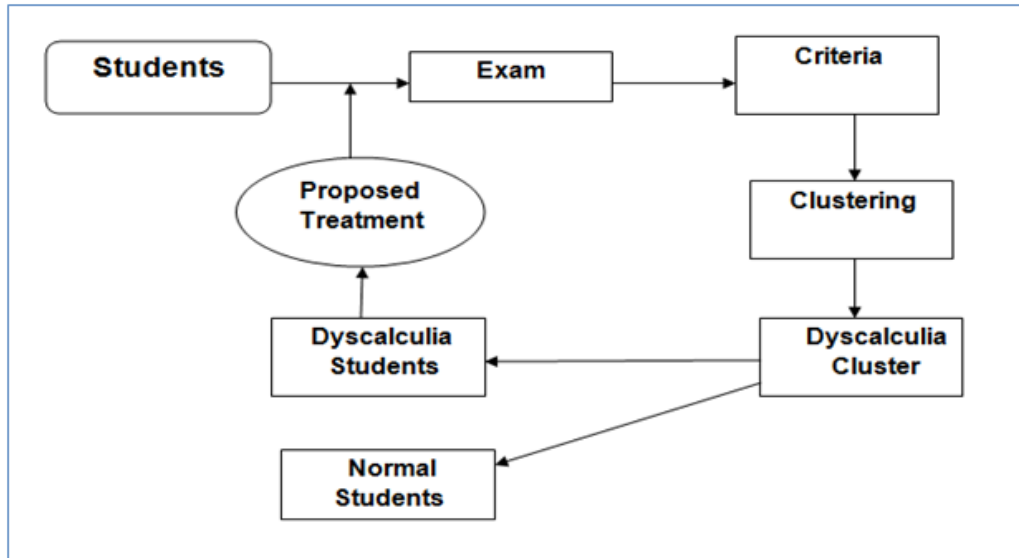 Students
Exam
Criteria
Proposed
Treatment
Clustering
Dyscalculia
Students
Dyscalculia
Cluster
Normal
Students